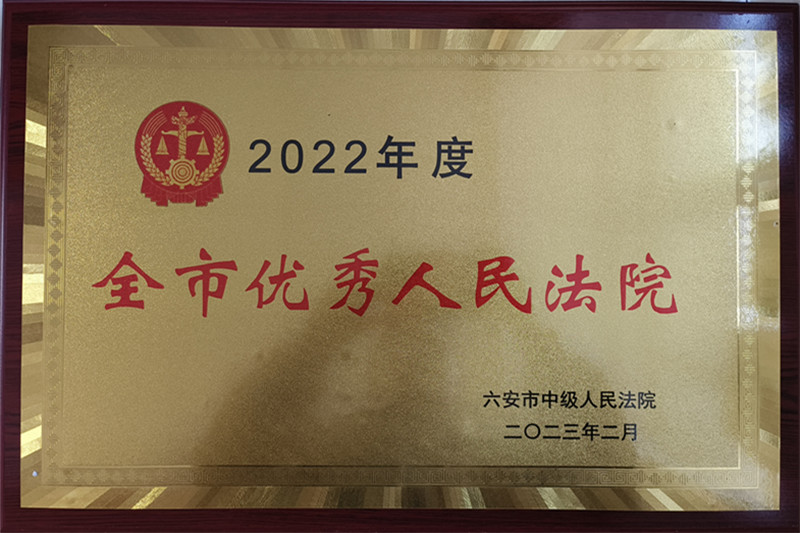 2022年度
全市优秀人民法院
六安市中级人民法院
二〇二三年二月